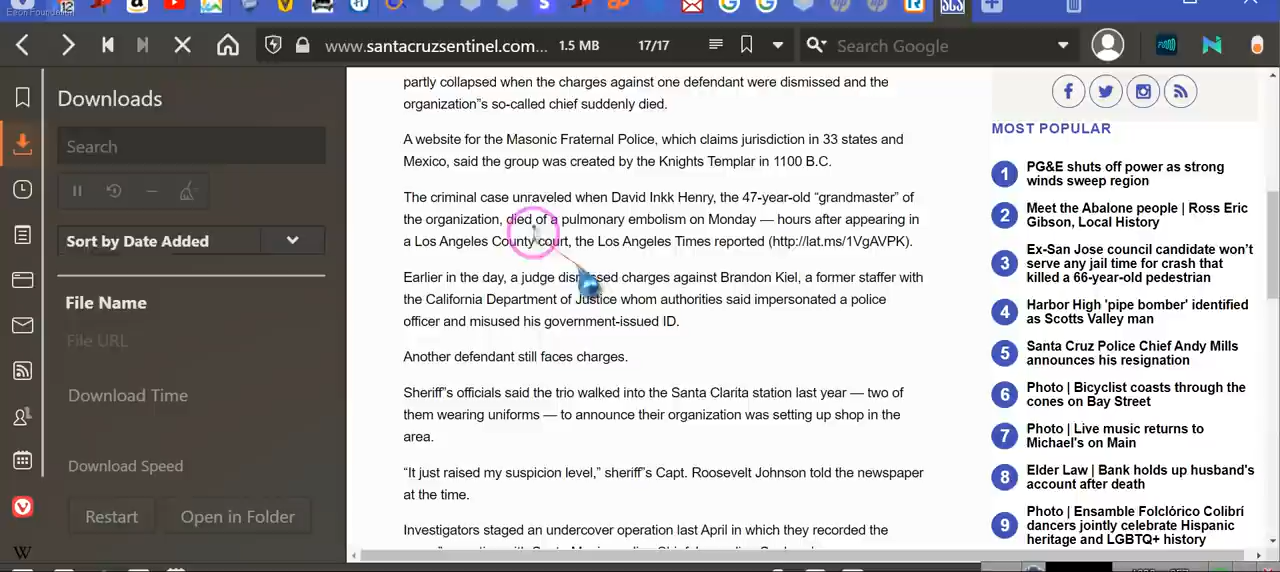 Eson Foundation
12
www.santacruzsentinel.com... 1.5 MB 17/17 Search Google
Downloads
Search
Sort by Date Added
File Name
File URL
Download Time
Download Speed
Restart Open in Folder
partly collapsed when the charges against one defendant were dismissed and the
organization"s so-called chief suddenly died.
A website for the Masonic Fraternal Police, which claims jurisdiction in 33 states and
Mexico, said the group was created by the Knights Templar in 1100 B.C.
The criminal case unraveled when David Inkk Henry, the 47-year-old “grandmaster” of
the organization, died of a pulmonary embolism on Monday — hours after appearing in
a Los Angeles County court, the Los Angeles Times reported (http://lat.ms/1VgAVPK).
Earlier in the day, a judge dismissed charges against Brandon Kiel, a former staffer with
the California Department of Justice whom authorities said impersonated a police
officer and misused his government-issued ID.
Another defendant still faces charges.
Sheriff"s officials said the trio walked into the Santa Clarita station last year — two of
them wearing uniforms — to announce their organization was setting up shop in the
area.
“It just raised my suspicion level,” sheriff"s Capt. Roosevelt Johnson told the newspaper
at the time.
Investigators staged an undercover operation last April in which they recorded the
MOST POPULAR
1 PG&E shuts off power as strong
winds sweep region
2 Meet the Abalone people | Ross Eric
Gibson, Local History
3 Ex-San Jose council candidate won’t
serve any jail time for crash that
killed a 66-year-old pedestrian
4 Harbor High 'pipe bomber' identified
as Scotts Valley man
5 Santa Cruz Police Chief Andy Mills
announces his resignation
6 Photo | Bicyclist coasts through the
cones on Bay Street
7 Photo | Live music returns to
Michael's on Main
8 Elder Law | Bank holds up husband's
account after death
9 Photo | Ensamble Folclórico Colibrí
dancers jointly celebrate Hispanic
heritage and LGBTQ+ history